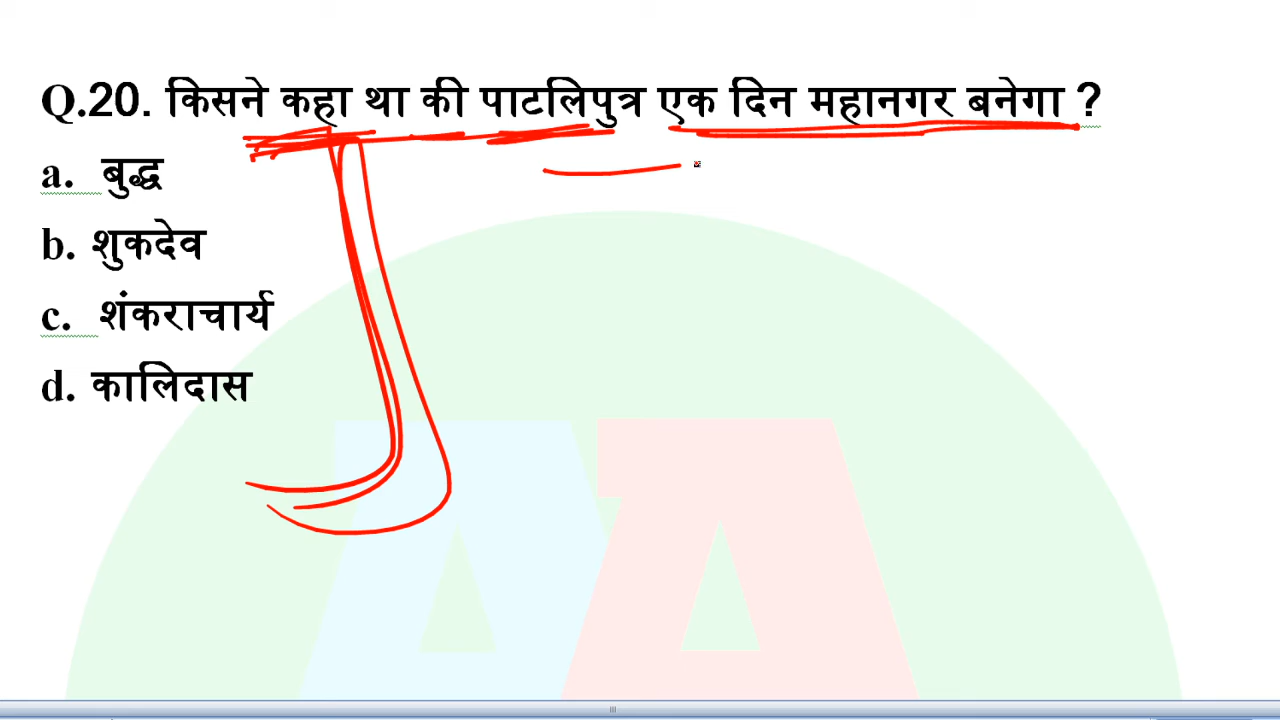 Q.20. किसने कहा था की पाटलिपुत्र एक दिन महानगर बनेगा ?
a. बुद्ध
b. शुकदेव
c. शंकराचार्य
d. कालिदास